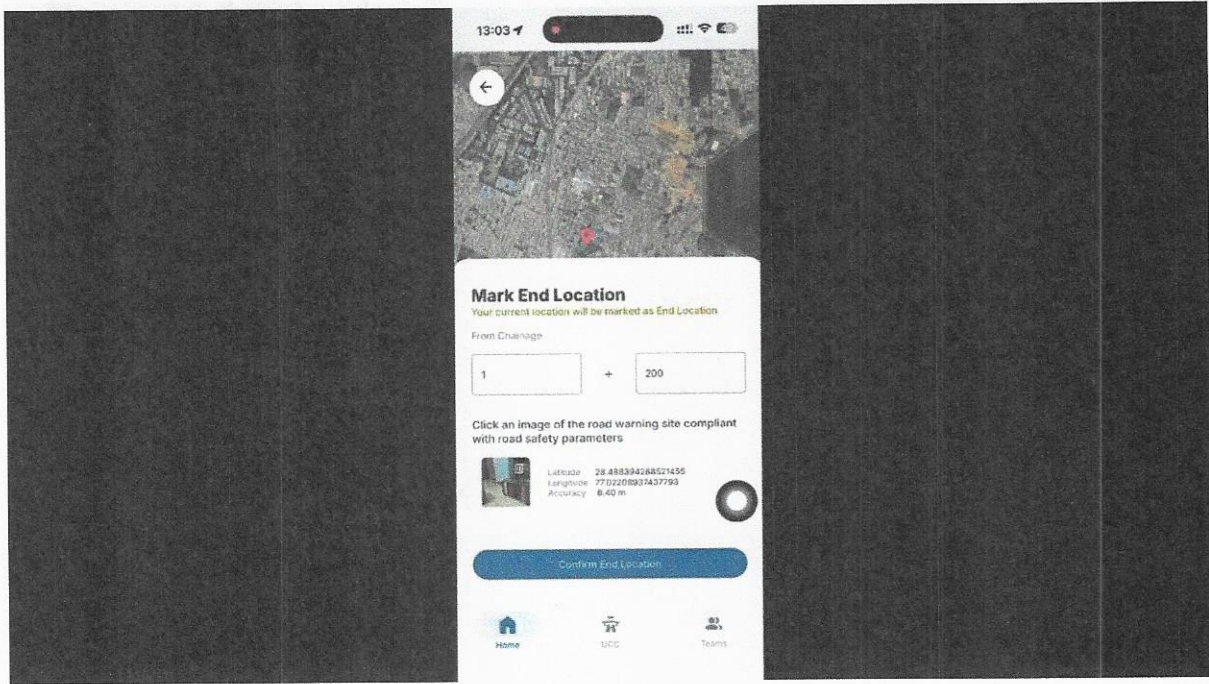 13:03
Mark End Location
Your current location will be marked as End Location
From Chainage
1 + 200
Click an image of the road warning site compliant
with road safety parameters
Latitude 28.488394288521455
Longitude 77.02208937437793
Accuracy 6.40 m
Confirm End Location
Home UCC Teams